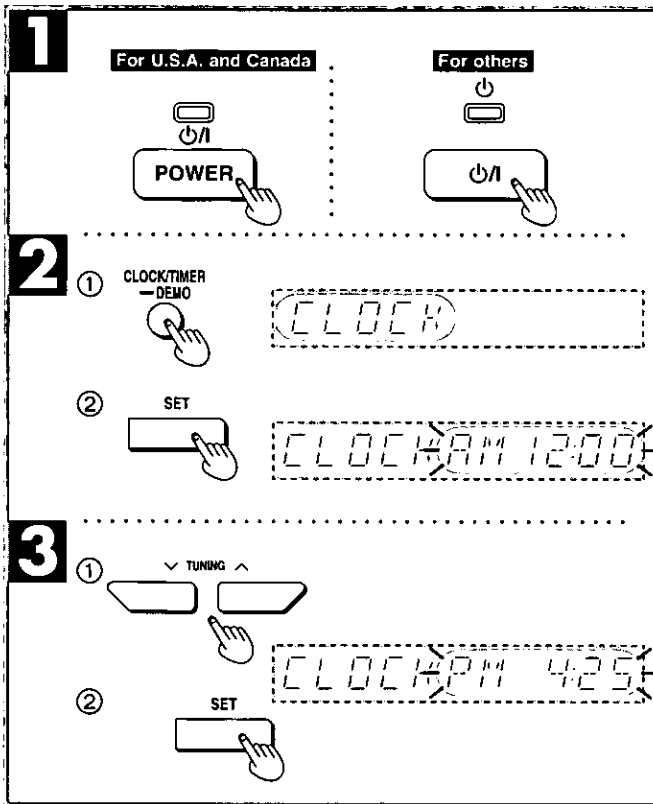 1
For U.S.A. and Canada
For others
⏻/I
POWER
⏻/I
2
①
CLOCK/TIMER
—DEMO
CLOCK
②
SET
CLOCK AM 12:00
3
①
∨ TUNING ∧
CLOCK PM 4:25
②
SET